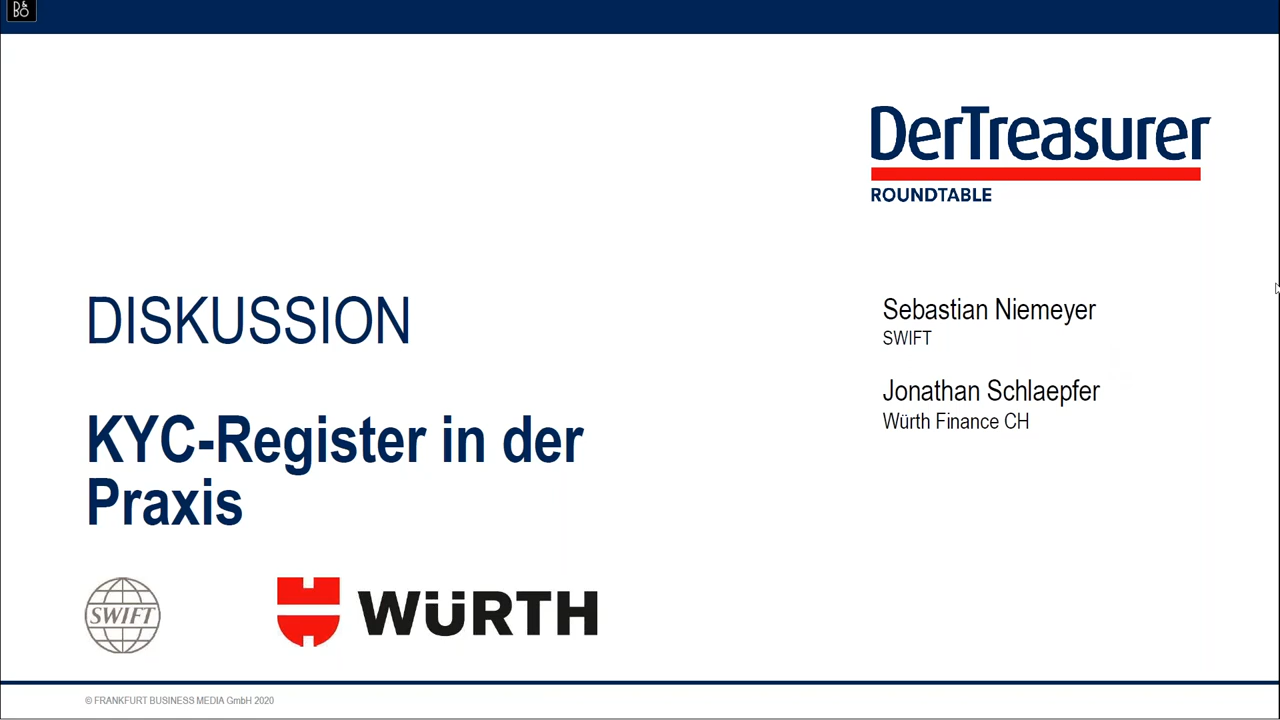 B&O
DerTreasurer
ROUNDTABLE
DISKUSSION
KYC-Register in der
Praxis
Sebastian Niemeyer
SWIFT
Jonathan Schlaepfer
Würth Finance CH
SWIFT
WÜRTH
© FRANKFURT BUSINESS MEDIA GmbH 2020